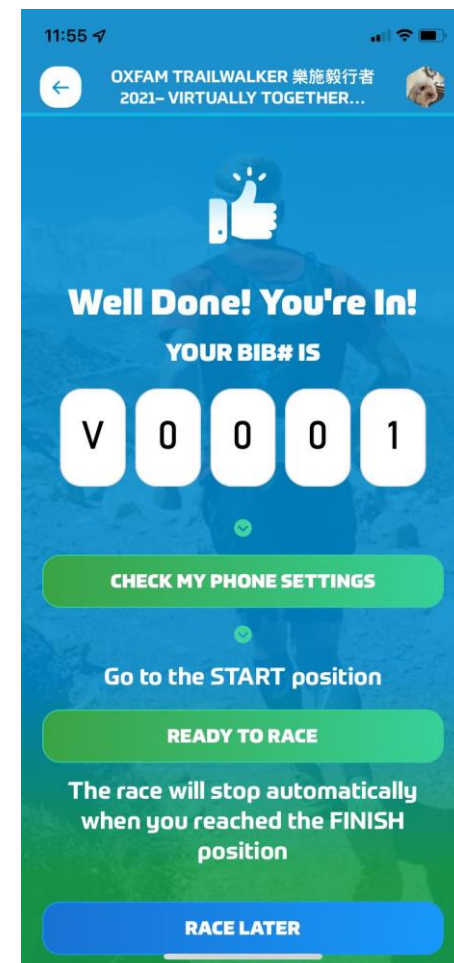 11:55
OXFAM TRAILWALKER 樂施毅行者
2021– VIRTUALLY TOGETHER...
Well Done! You're In!
YOUR BIB# IS
V 0 0 0 1
CHECK MY PHONE SETTINGS
Go to the START position
READY TO RACE
The race will stop automatically
when you reached the FINISH
position
RACE LATER